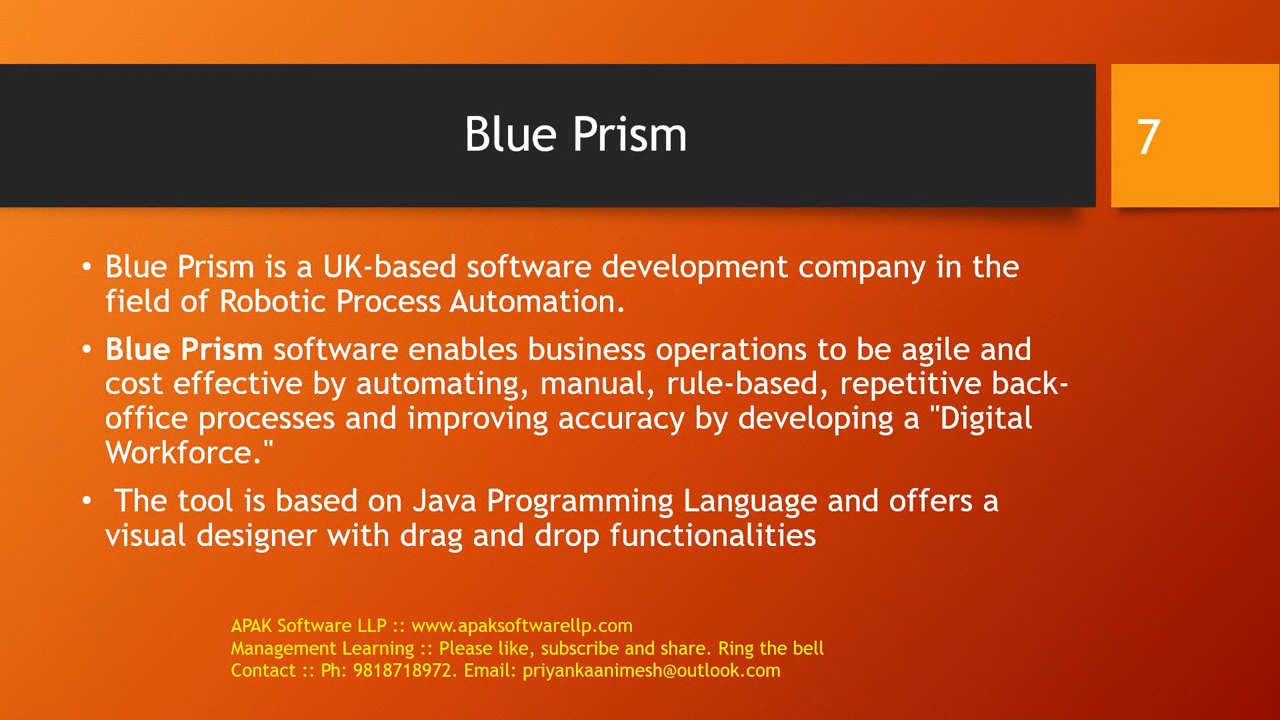 Blue Prism
7
• Blue Prism is a UK-based software development company in the
field of Robotic Process Automation.
• Blue Prism software enables business operations to be agile and
cost effective by automating, manual, rule-based, repetitive back-
office processes and improving accuracy by developing a "Digital
Workforce."
• The tool is based on Java Programming Language and offers a
visual designer with drag and drop functionalities
APAK Software LLP :: www.apaksoftwarellp.com
Management Learning :: Please like, subscribe and share. Ring the bell
Contact :: Ph: 9818718972. Email: priyankaanimesh@outlook.com